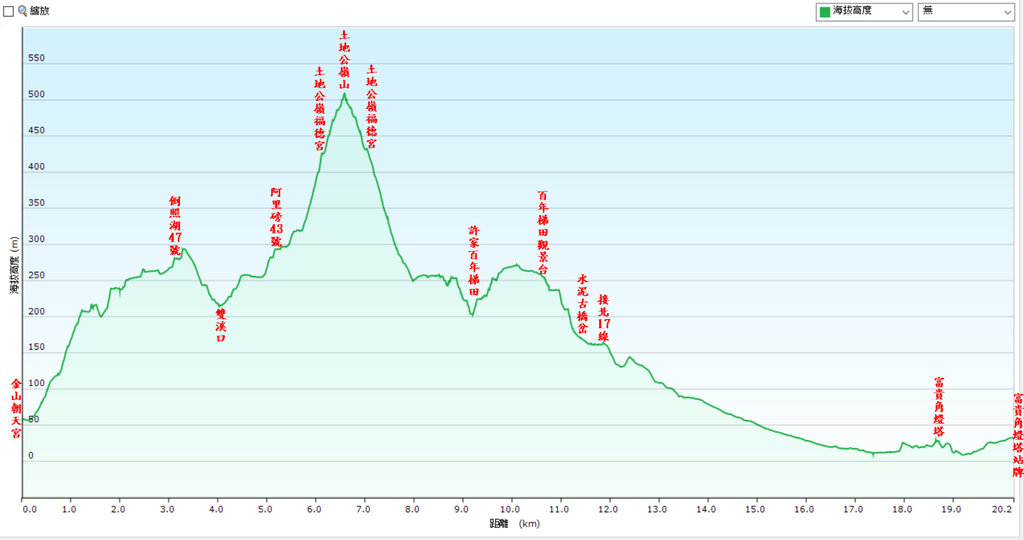 縮放
海拔高度
無
土地公嶺山
土地公嶺福德宮
土地公嶺福德宮
倒照湖47號
阿里磅43號
百年梯田觀景台
許家百年梯田
水泥古橋岔
接北17線
雙溪口
金山朝天宮
富貴角燈塔
富貴角燈塔站牌
海拔高度 (m)
550
500
450
400
350
300
250
200
150
100
50
0
0.0 1.0 2.0 3.0 4.0 5.0 6.0 7.0 8.0 9.0 10.0 11.0 12.0 13.0 14.0 15.0 16.0 17.0 18.0 19.0 20.2
距離 (km)